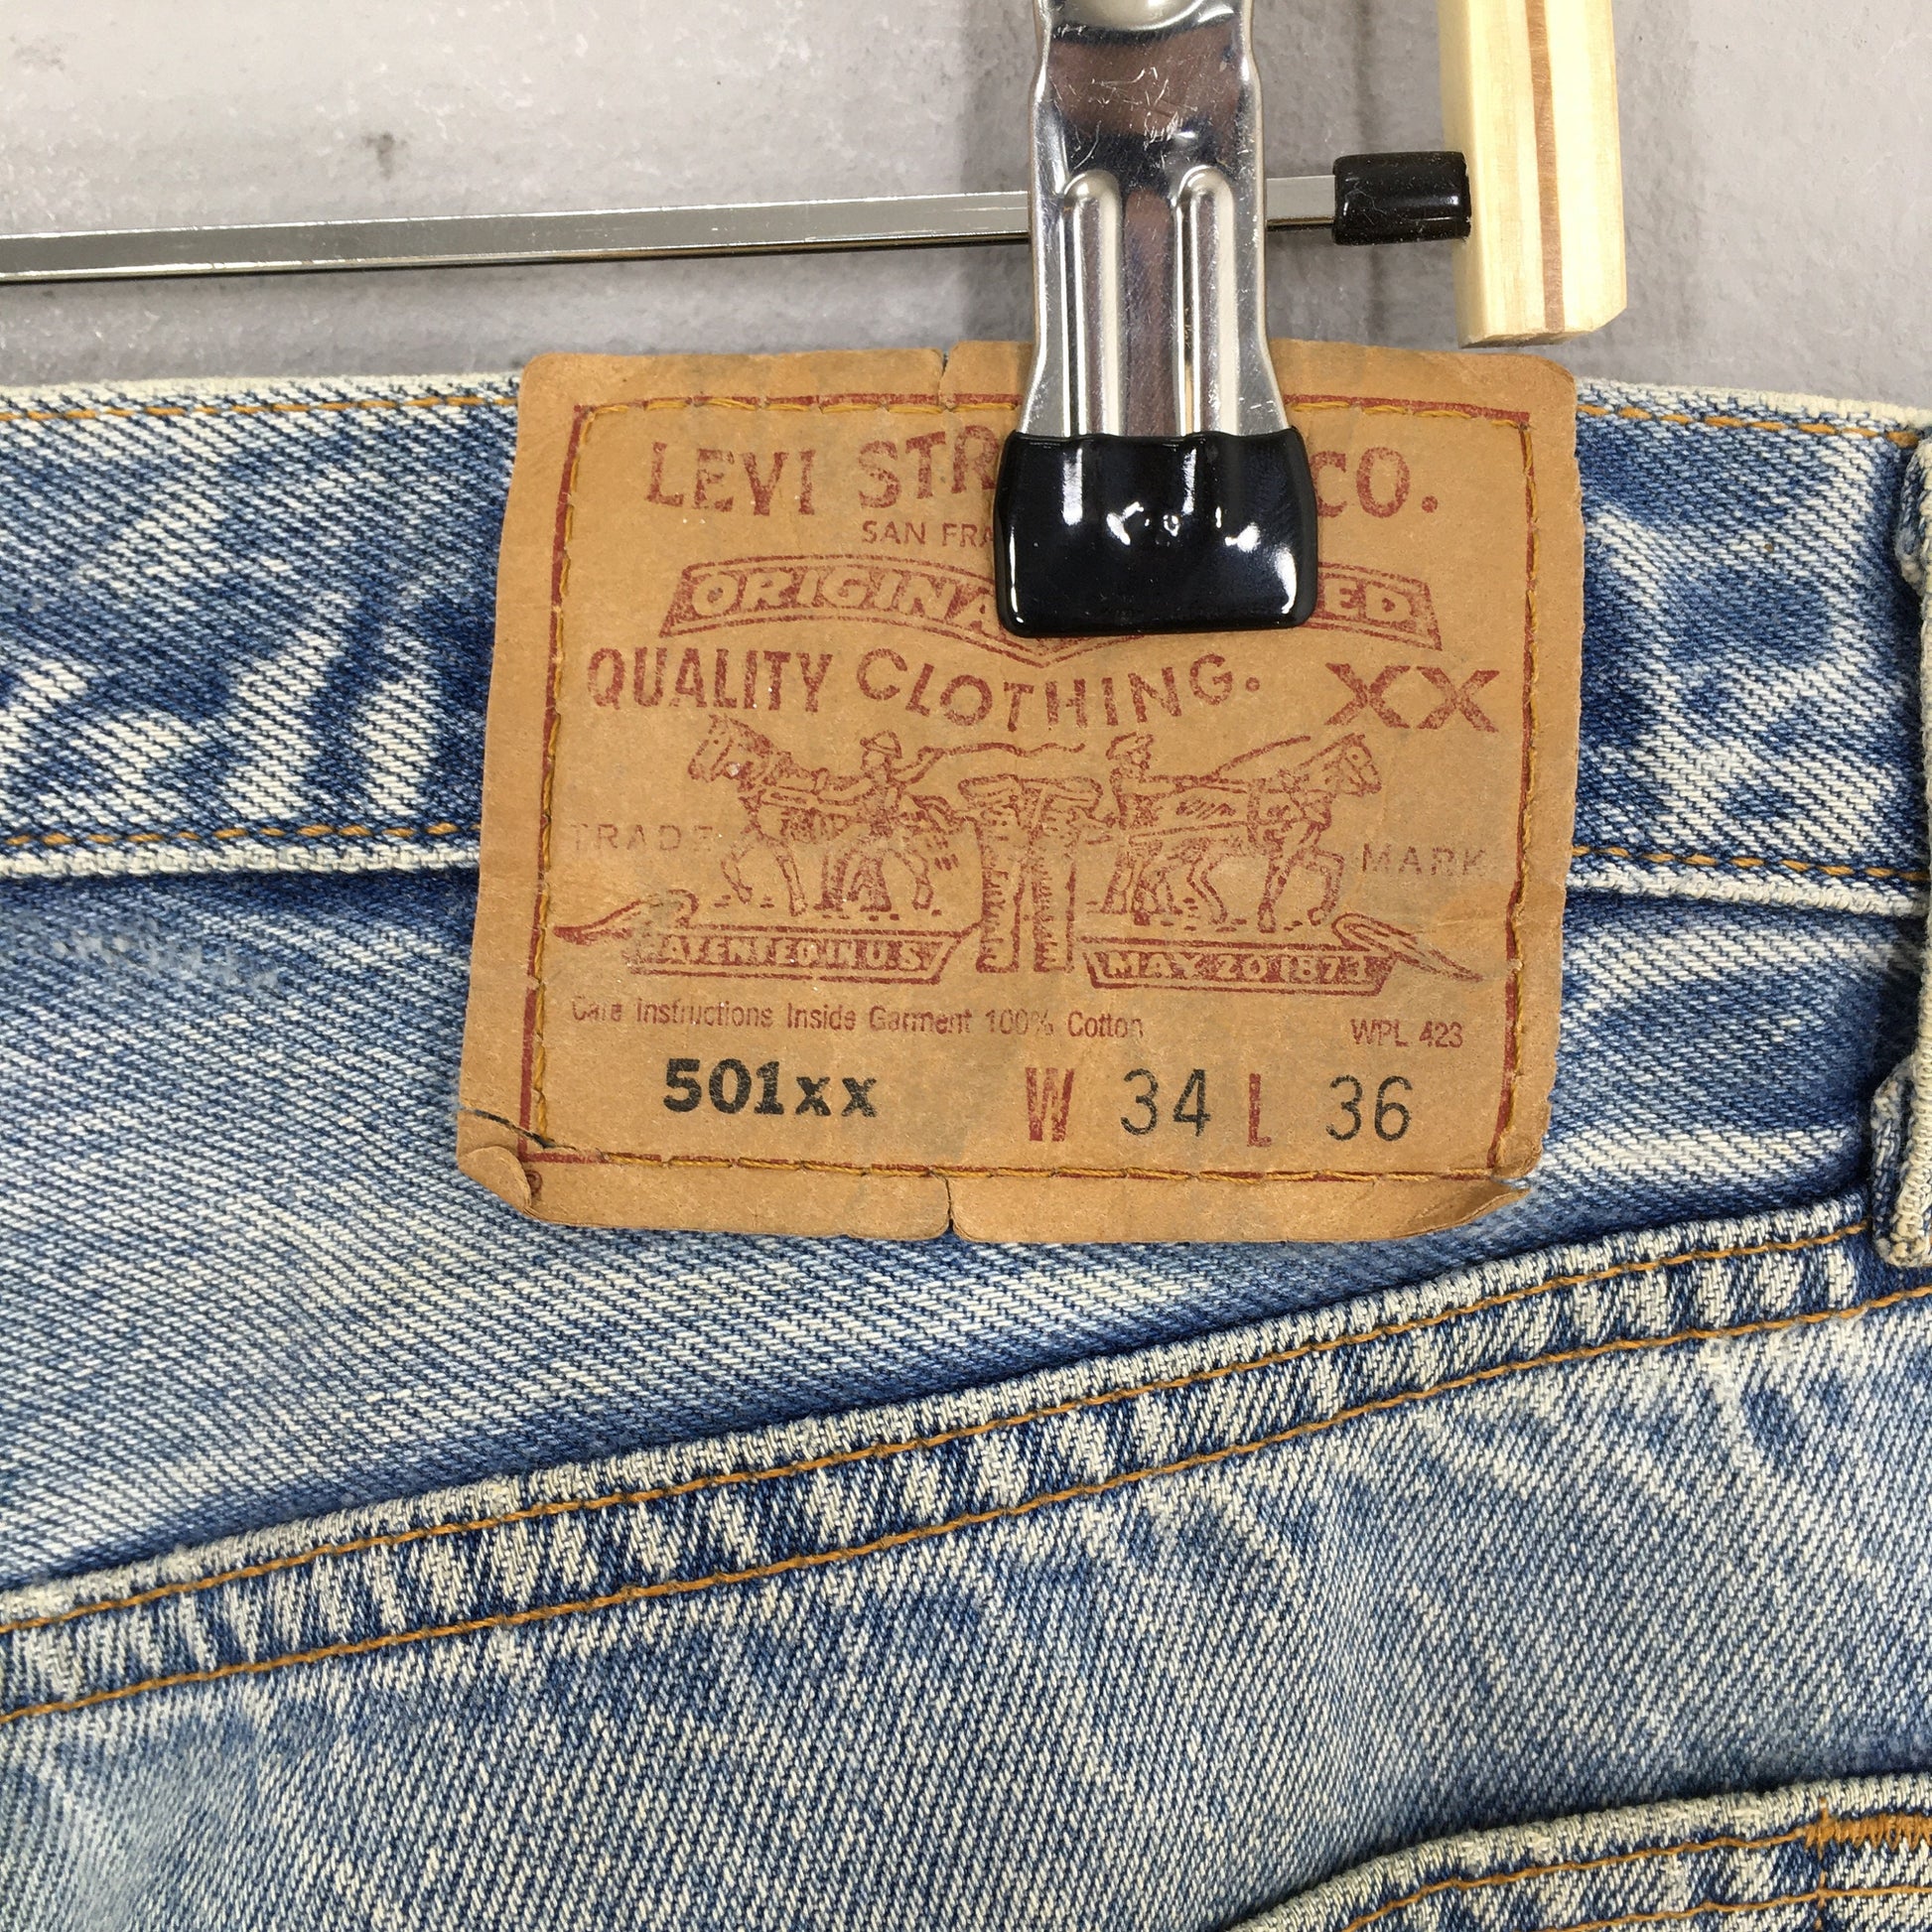 LEVI STR CO.
SAN FRA
ORIGINA ED
QUALITY CLOTHING. XX
TRADE MARK
PATENTED IN U.S. MAY 20 1873
Care Instructions Inside Garment 100% Cotton WPL 423
501xx W 34 L 36
®